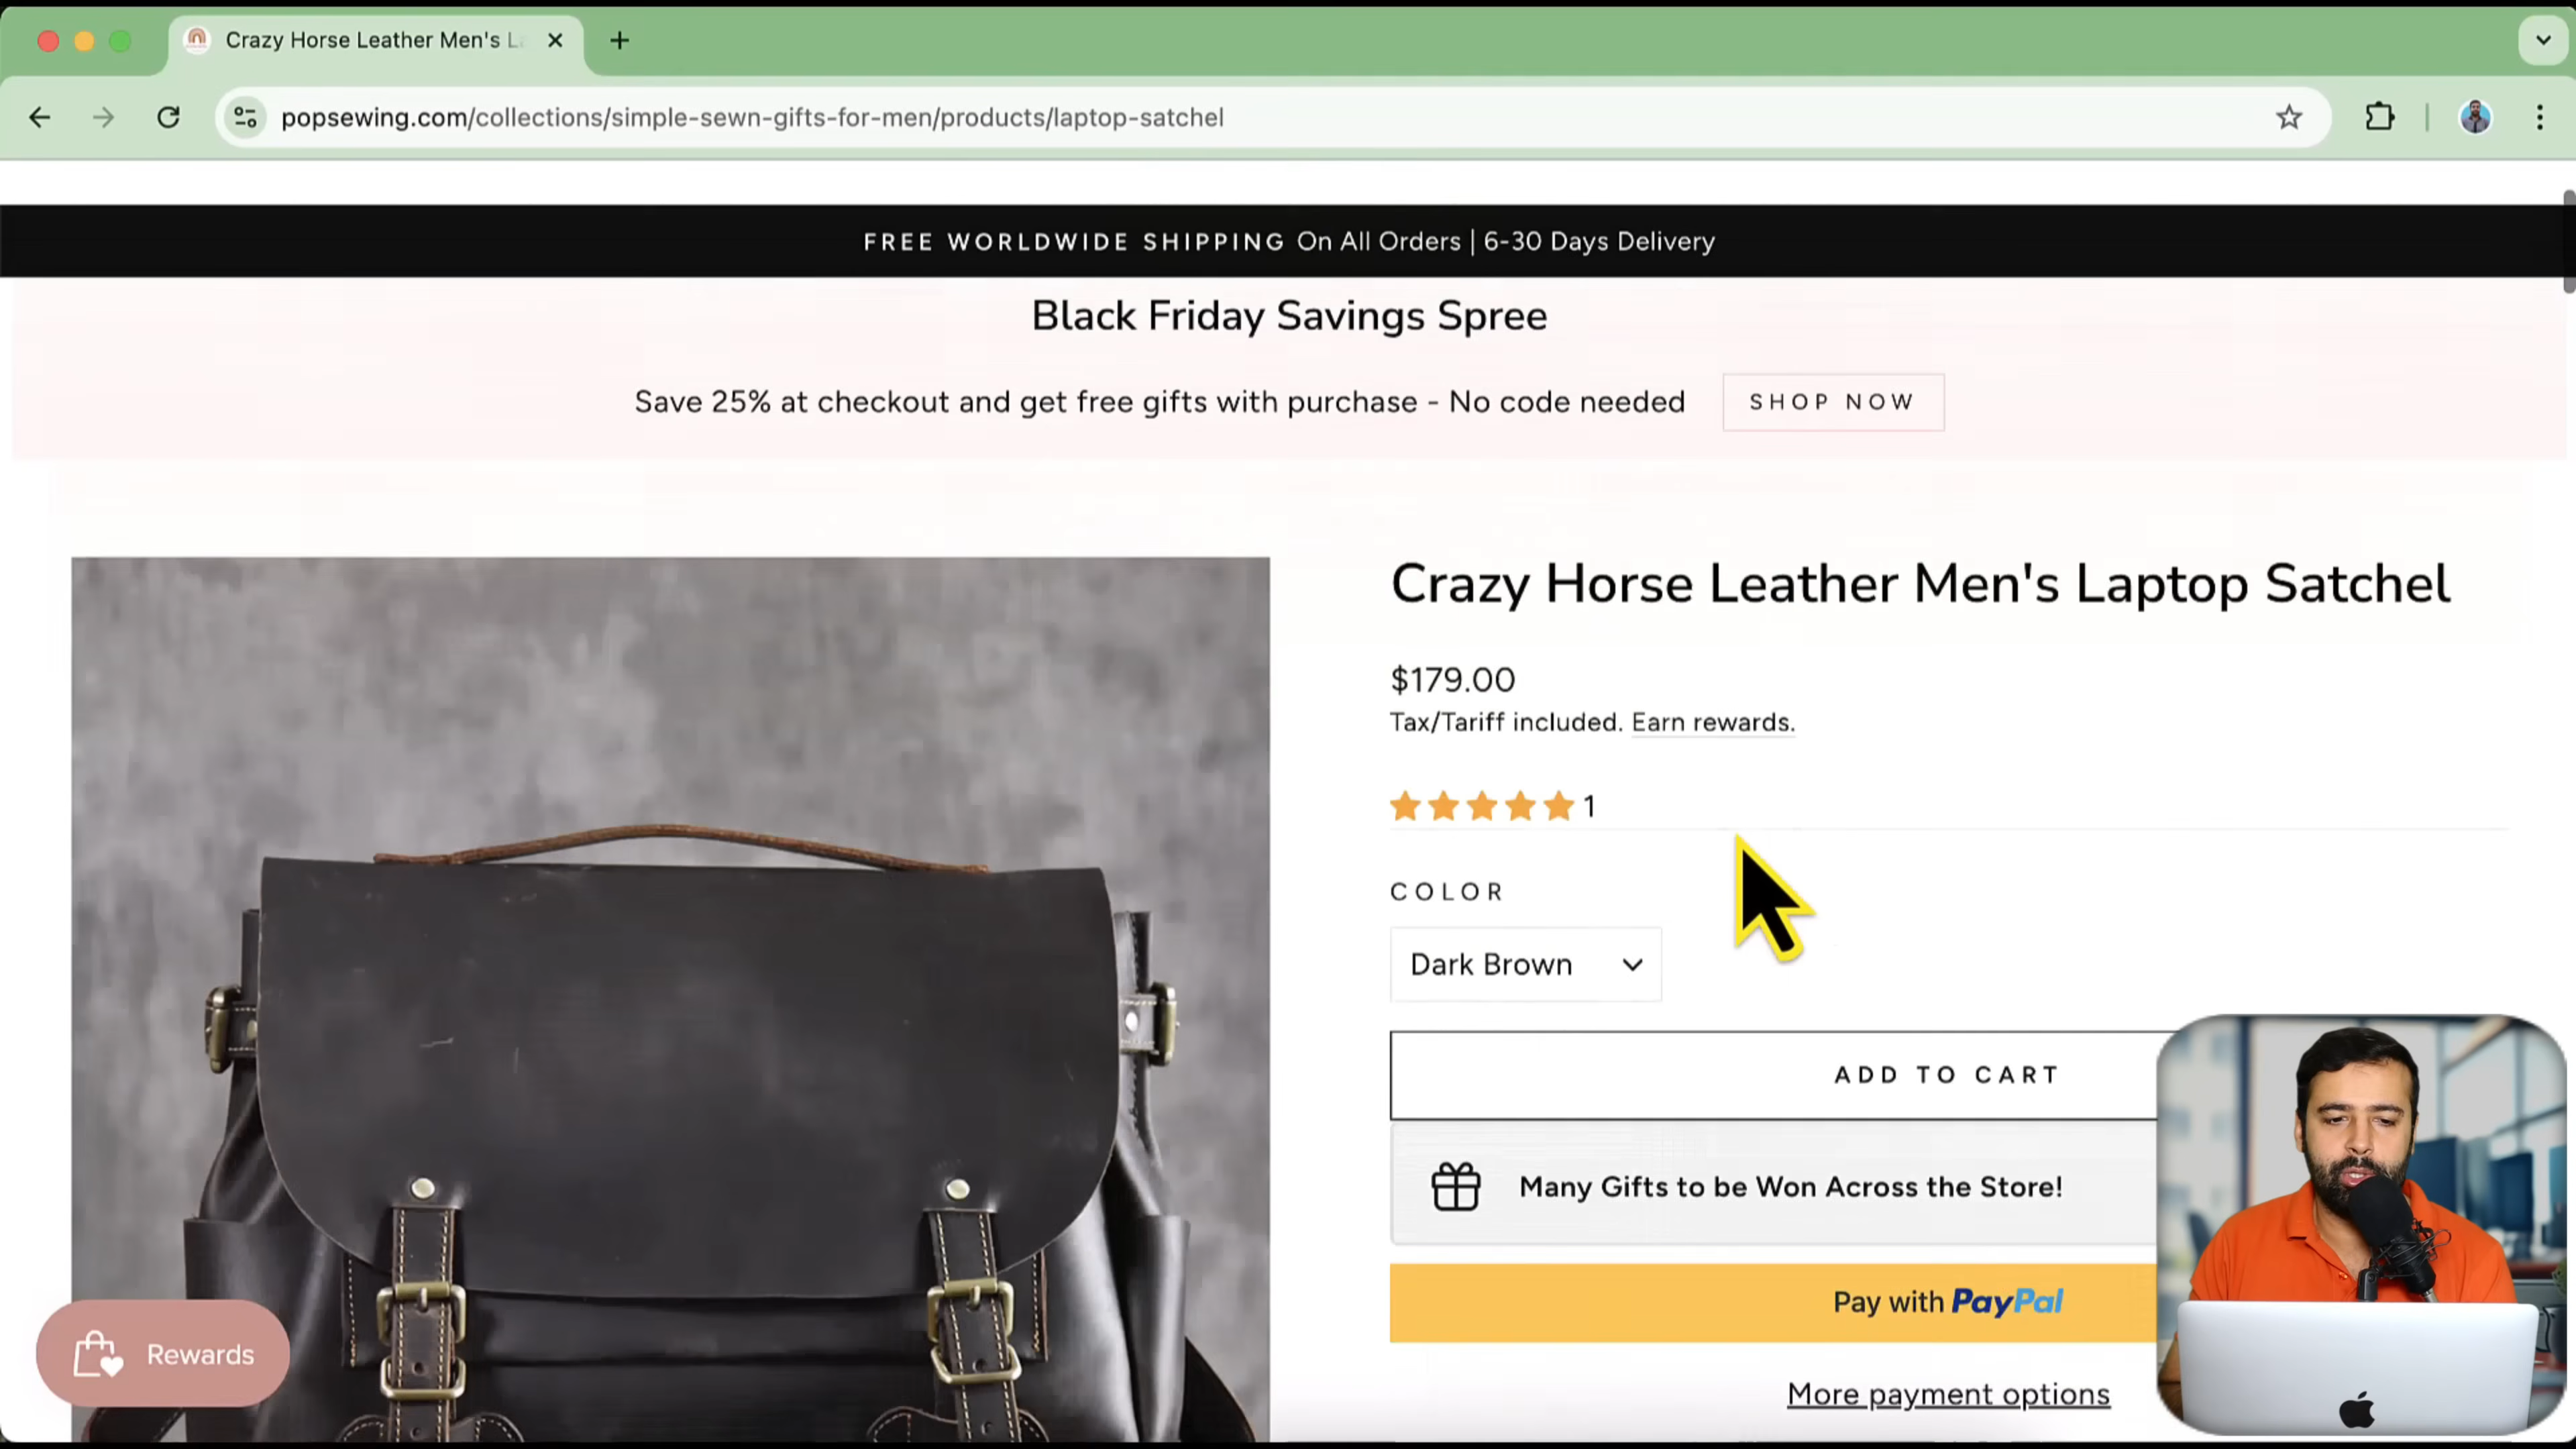 Crazy Horse Leather Men's L
popsewing.com/collections/simple-sewn-gifts-for-men/products/laptop-satchel
FREE WORLDWIDE SHIPPING On All Orders | 6-30 Days Delivery
Black Friday Savings Spree
Save 25% at checkout and get free gifts with purchase - No code needed
SHOP NOW
Crazy Horse Leather Men's Laptop Satchel
$179.00
Tax/Tariff included. Earn rewards.
1
COLOR
Dark Brown
ADD TO CART
Many Gifts to be Won Across the Store!
Pay with PayPal
More payment options
Rewards